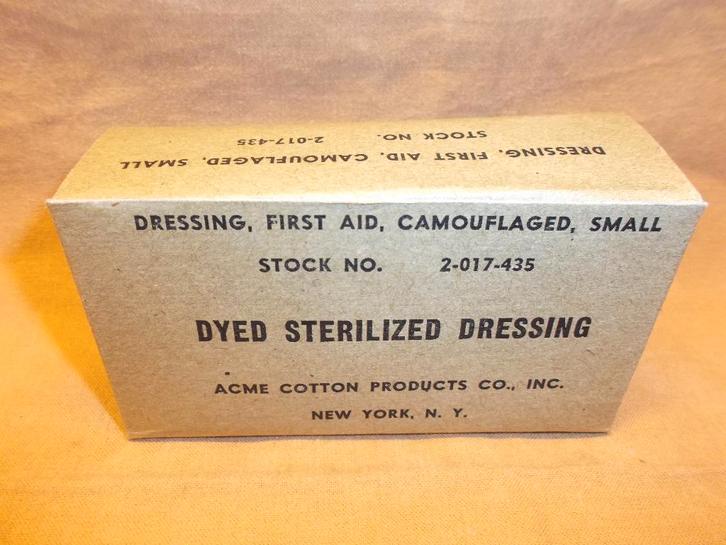 STOCK NO. 2-017-435
DRESSING, FIRST AID, CAMOUFLAGED, SMALL
DRESSING, FIRST AID, CAMOUFLAGED, SMALL
STOCK NO. 2-017-435
DYED STERILIZED DRESSING
ACME COTTON PRODUCTS CO., INC.
NEW YORK, N. Y.